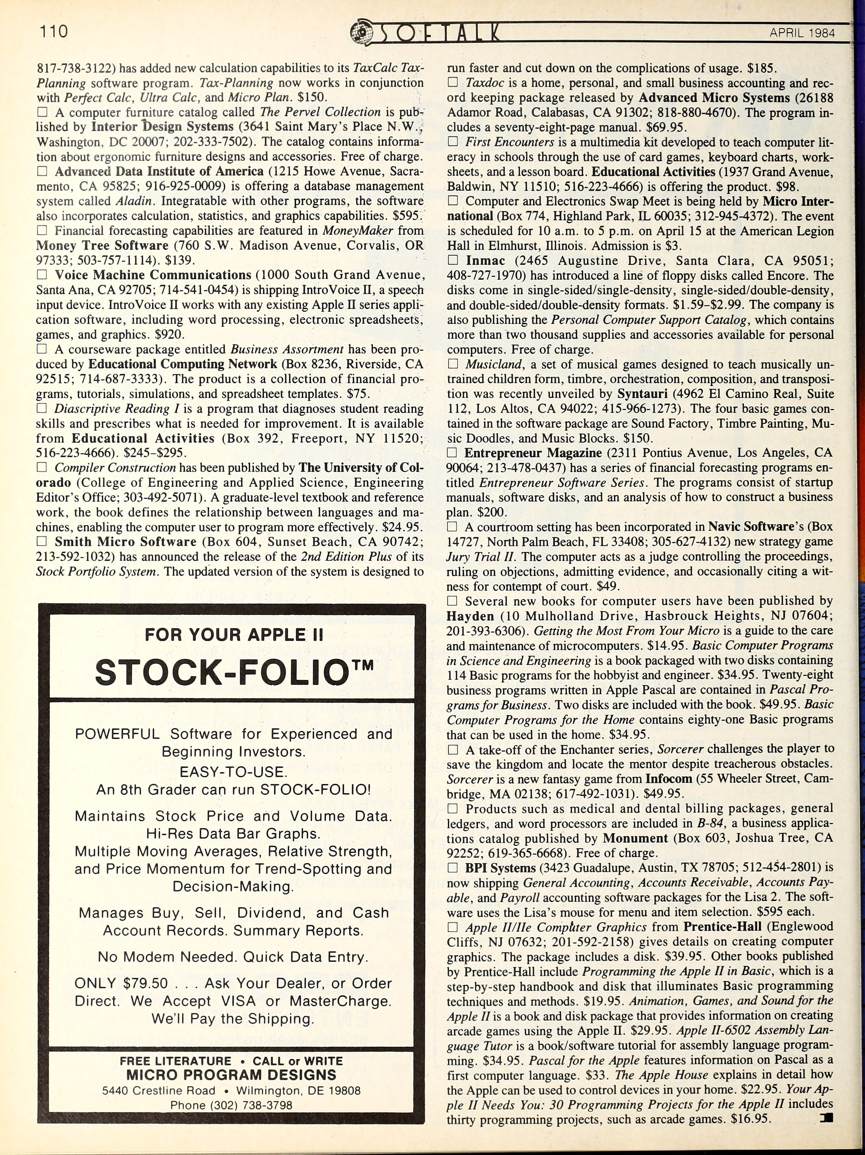 110
SOFTALK
APRIL 1984
817-738-3122) has added new calculation capabilities to its TaxCalc Tax-
Planning software program. Tax-Planning now works in conjunction
with Perfect Calc, Ultra Calc, and Micro Plan. $150.
☐ A computer furniture catalog called The Pervel Collection is pub-
lished by Interior Design Systems (3641 Saint Mary's Place N.W.,
Washington, DC 20007; 202-333-7502). The catalog contains informa-
tion about ergonomic furniture designs and accessories. Free of charge.
☐ Advanced Data Institute of America (1215 Howe Avenue, Sacra-
mento, CA 95825; 916-925-0009) is offering a database management
system called Aladin. Integratable with other programs, the software
also incorporates calculation, statistics, and graphics capabilities. $595.
☐ Financial forecasting capabilities are featured in MoneyMaker from
Money Tree Software (760 S.W. Madison Avenue, Corvalis, OR
97333; 503-757-1114). $139.
☐ Voice Machine Communications (1000 South Grand Avenue,
Santa Ana, CA 92705; 714-541-0454) is shipping IntroVoice II, a speech
input device. IntroVoice II works with any existing Apple II series appli-
cation software, including word processing, electronic spreadsheets,
games, and graphics. $920.
☐ A courseware package entitled Business Assortment has been pro-
duced by Educational Computing Network (Box 8236, Riverside, CA
92515; 714-687-3333). The product is a collection of financial pro-
grams, tutorials, simulations, and spreadsheet templates. $75.
☐ Diascriptive Reading I is a program that diagnoses student reading
skills and prescribes what is needed for improvement. It is available
from Educational Activities (Box 392, Freeport, NY 11520;
516-223-4666). $245–$295.
☐ Compiler Construction has been published by The University of Col-
orado (College of Engineering and Applied Science, Engineering
Editor's Office; 303-492-5071). A graduate-level textbook and reference
work, the book defines the relationship between languages and ma-
chines, enabling the computer user to program more effectively. $24.95.
☐ Smith Micro Software (Box 604, Sunset Beach, CA 90742;
213-592-1032) has announced the release of the 2nd Edition Plus of its
Stock Portfolio System. The updated version of the system is designed to
FOR YOUR APPLE II
STOCK-FOLIO™
POWERFUL Software for Experienced and
Beginning Investors.
EASY-TO-USE.
An 8th Grader can run STOCK-FOLIO!
Maintains Stock Price and Volume Data.
Hi-Res Data Bar Graphs.
Multiple Moving Averages, Relative Strength,
and Price Momentum for Trend-Spotting and
Decision-Making.
Manages Buy, Sell, Dividend, and Cash
Account Records. Summary Reports.
No Modem Needed. Quick Data Entry.
ONLY $79.50 . . . Ask Your Dealer, or Order
Direct. We Accept VISA or MasterCharge.
We'll Pay the Shipping.
FREE LITERATURE • CALL or WRITE
MICRO PROGRAM DESIGNS
5440 Crestline Road • Wilmington, DE 19808
Phone (302) 738-3798
run faster and cut down on the complications of usage. $185.
☐ Taxdoc is a home, personal, and small business accounting and rec-
ord keeping package released by Advanced Micro Systems (26188
Adamor Road, Calabasas, CA 91302; 818-880-4670). The program in-
cludes a seventy-eight-page manual. $69.95.
☐ First Encounters is a multimedia kit developed to teach computer lit-
eracy in schools through the use of card games, keyboard charts, work-
sheets, and a lesson board. Educational Activities (1937 Grand Avenue,
Baldwin, NY 11510; 516-223-4666) is offering the product. $98.
☐ Computer and Electronics Swap Meet is being held by Micro Inter-
national (Box 774, Highland Park, IL 60035; 312-945-4372). The event
is scheduled for 10 a.m. to 5 p.m. on April 15 at the American Legion
Hall in Elmhurst, Illinois. Admission is $3.
☐ Inmac (2465 Augustine Drive, Santa Clara, CA 95051;
408-727-1970) has introduced a line of floppy disks called Encore. The
disks come in single-sided/single-density, single-sided/double-density,
and double-sided/double-density formats. $1.59–$2.99. The company is
also publishing the Personal Computer Support Catalog, which contains
more than two thousand supplies and accessories available for personal
computers. Free of charge.
☐ Musicland, a set of musical games designed to teach musically un-
trained children form, timbre, orchestration, composition, and transposi-
tion was recently unveiled by Syntauri (4962 El Camino Real, Suite
112, Los Altos, CA 94022; 415-966-1273). The four basic games con-
tained in the software package are Sound Factory, Timbre Painting, Mu-
sic Doodles, and Music Blocks. $150.
☐ Entrepreneur Magazine (2311 Pontius Avenue, Los Angeles, CA
90064; 213-478-0437) has a series of financial forecasting programs en-
titled Entrepreneur Software Series. The programs consist of startup
manuals, software disks, and an analysis of how to construct a business
plan. $200.
☐ A courtroom setting has been incorporated in Navic Software's (Box
14727, North Palm Beach, FL 33408; 305-627-4132) new strategy game
Jury Trial II. The computer acts as a judge controlling the proceedings,
ruling on objections, admitting evidence, and occasionally citing a wit-
ness for contempt of court. $49.
☐ Several new books for computer users have been published by
Hayden (10 Mulholland Drive, Hasbrouck Heights, NJ 07604;
201-393-6306). Getting the Most From Your Micro is a guide to the care
and maintenance of microcomputers. $14.95. Basic Computer Programs
in Science and Engineering is a book packaged with two disks containing
114 Basic programs for the hobbyist and engineer. $34.95. Twenty-eight
business programs written in Apple Pascal are contained in Pascal Pro-
grams for Business. Two disks are included with the book. $49.95. Basic
Computer Programs for the Home contains eighty-one Basic programs
that can be used in the home. $34.95.
☐ A take-off of the Enchanter series, Sorcerer challenges the player to
save the kingdom and locate the mentor despite treacherous obstacles.
Sorcerer is a new fantasy game from Infocom (55 Wheeler Street, Cam-
bridge, MA 02138; 617-492-1031). $49.95.
☐ Products such as medical and dental billing packages, general
ledgers, and word processors are included in B-84, a business applica-
tions catalog published by Monument (Box 603, Joshua Tree, CA
92252; 619-365-6668). Free of charge.
☐ BPI Systems (3423 Guadalupe, Austin, TX 78705; 512-454-2801) is
now shipping General Accounting, Accounts Receivable, Accounts Pay-
able, and Payroll accounting software packages for the Lisa 2. The soft-
ware uses the Lisa's mouse for menu and item selection. $595 each.
☐ Apple II/IIe Computer Graphics from Prentice-Hall (Englewood
Cliffs, NJ 07632; 201-592-2158) gives details on creating computer
graphics. The package includes a disk. $39.95. Other books published
by Prentice-Hall include Programming the Apple II in Basic, which is a
step-by-step handbook and disk that illuminates Basic programming
techniques and methods. $19.95. Animation, Games, and Sound for the
Apple II is a book and disk package that provides information on creating
arcade games using the Apple II. $29.95. Apple II-6502 Assembly Lan-
guage Tutor is a book/software tutorial for assembly language program-
ming. $34.95. Pascal for the Apple features information on Pascal as a
first computer language. $33. The Apple House explains in detail how
the Apple can be used to control devices in your home. $22.95. Your Ap-
ple II Needs You: 30 Programming Projects for the Apple II includes
thirty programming projects, such as arcade games. $16.95.